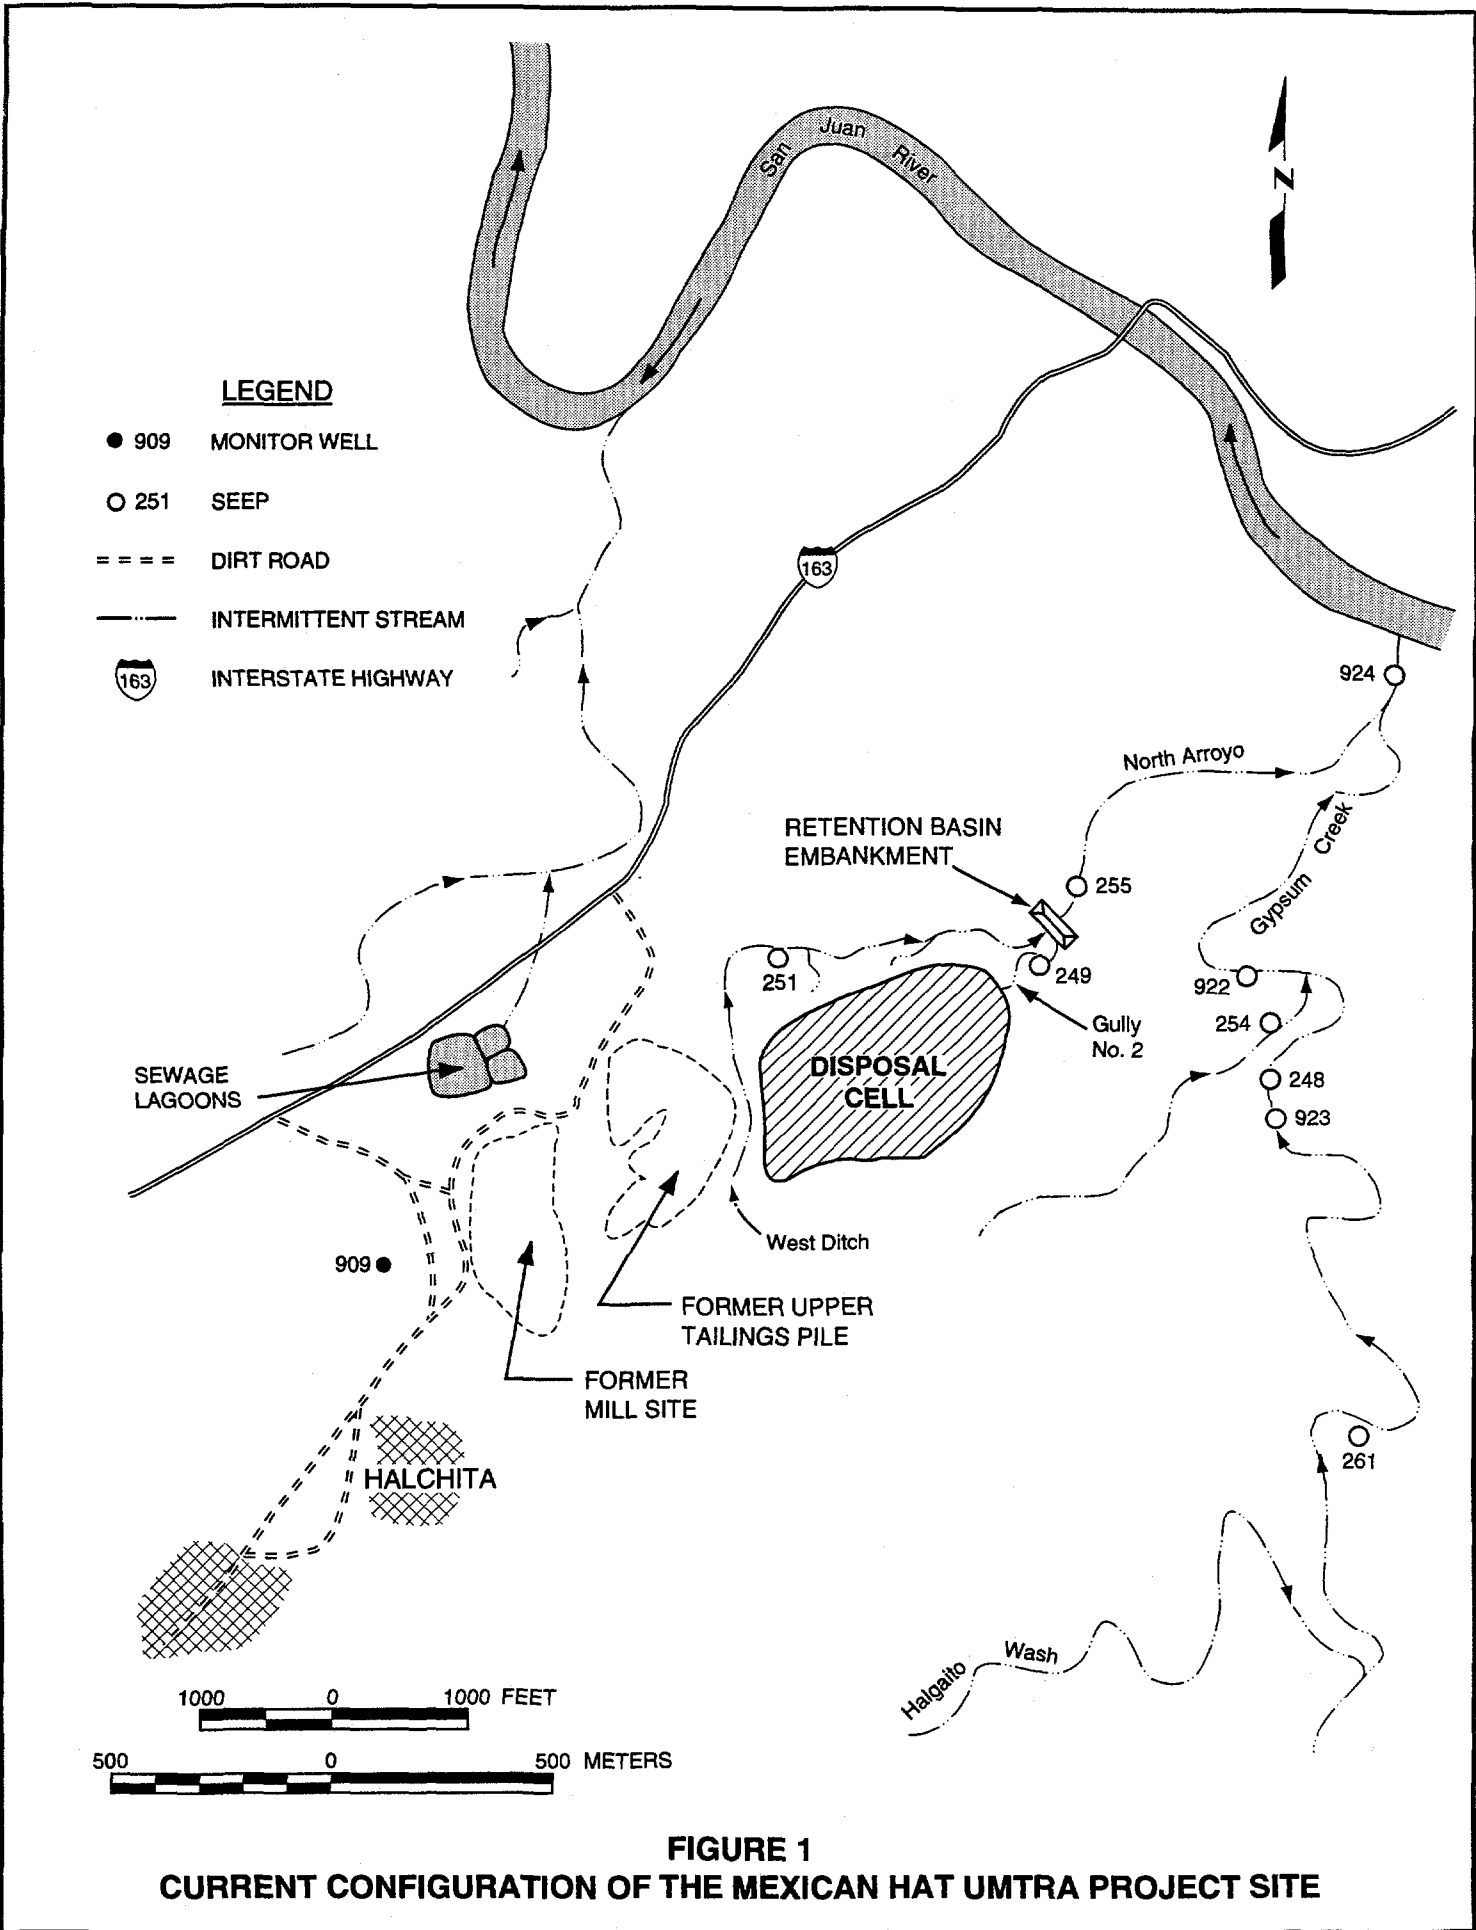 San Juan River
N
LEGEND
909 MONITOR WELL
251 SEEP
DIRT ROAD
INTERMITTENT STREAM
163 INTERSTATE HIGHWAY
163
924
North Arroyo
RETENTION BASIN
EMBANKMENT
255
Gypsum Creek
251
249
922
254
Gully
No. 2
248
923
DISPOSAL
CELL
SEWAGE
LAGOONS
West Ditch
909
FORMER UPPER
TAILINGS PILE
FORMER
MILL SITE
HALCHITA
261
Halgaito Wash
1000 0 1000 FEET
500 0 500 METERS
FIGURE 1
CURRENT CONFIGURATION OF THE MEXICAN HAT UMTRA PROJECT SITE